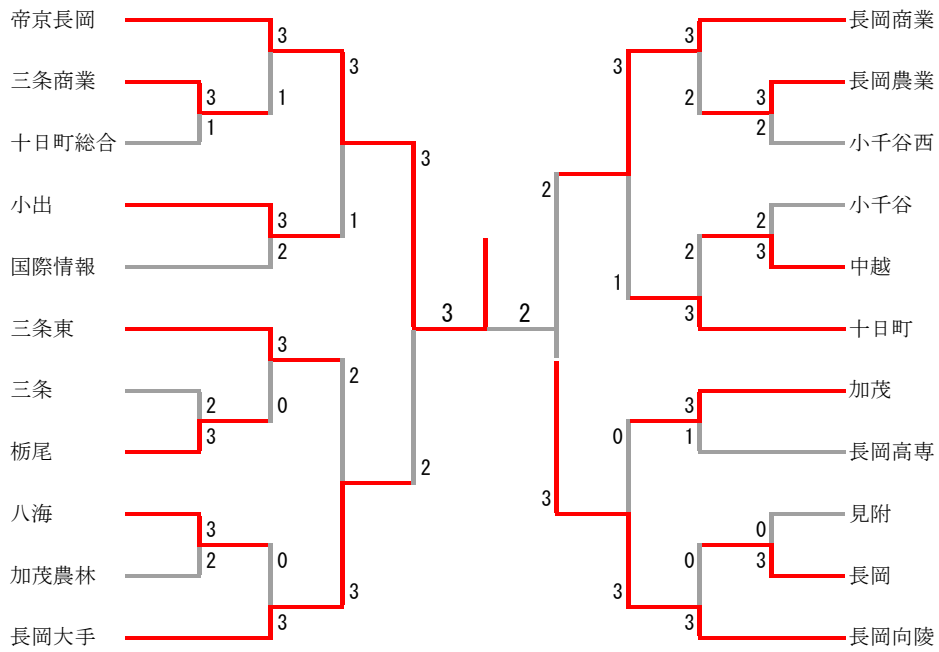 帝京長岡
三条商業
十日町総合
小出
国際情報
三条東
三条
栃尾
八海
加茂農林
長岡大手
3
1
3
1
3
2
3
1
3
0
2
3
3
2
0
3
2
3
3
2
3
2
長岡商業
長岡農業
小千谷西
小千谷
中越
十日町
加茂
長岡高専
見附
長岡
長岡向陵
3
2
3
2
2
3
2
3
3
1
3
1
0
3
0
3
0
3
2
3